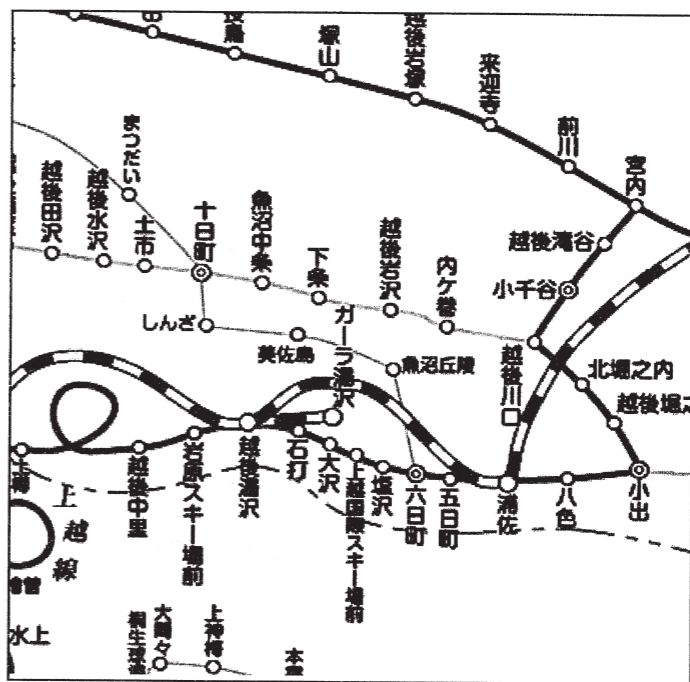 塚山
越後岩塚
来迎寺
前川
宮内
まつだい
越後田沢
越後水沢
土市
十日町
魚沼中条
下条
越後岩沢
内ヶ巻
越後滝谷
小千谷
越後川口
しんざ
美佐島
魚沼丘陵
ガーラ湯沢
北堀之内
越後堀之
越後中里
岩原スキー場前
越後湯沢
石打
大沢
上越国際スキー場前
塩沢
六日町
五日町
浦佐
八色
小出
上越線
水上
大間々
上神梅